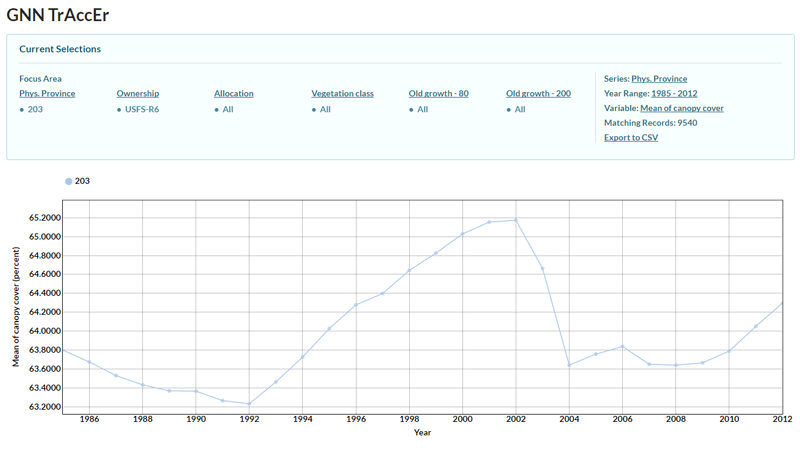 GNN TrAccEr
Current Selections
Focus Area
Phys. Province Ownership Allocation Vegetation class Old growth - 80 Old growth - 200
203 USFS-R6 All All All All
Series: Phys. Province
Year Range: 1985 - 2012
Variable: Mean of canopy cover
Matching Records: 9540
Export to CSV
203
65.2000
65.0000
64.8000
64.6000
64.4000
64.2000
64.0000
63.8000
63.6000
63.4000
63.2000
Mean of canopy cover (percent)
1986 1988 1990 1992 1994 1996 1998 2000 2002 2004 2006 2008 2010 2012
Year